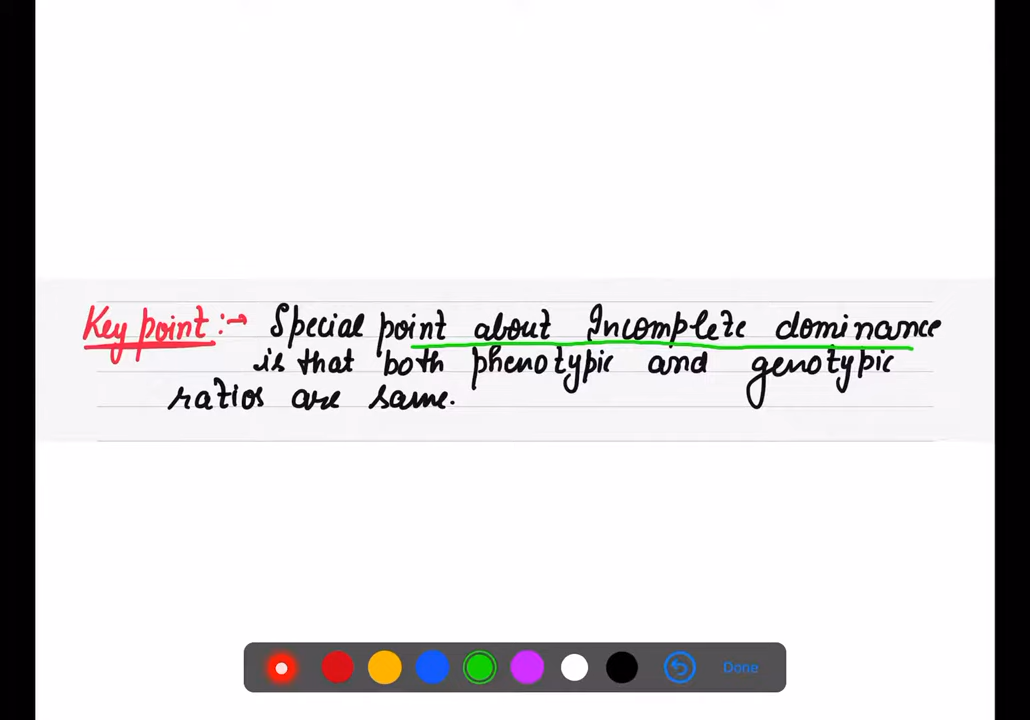 Key point :→ Special point about Incomplete dominance
is that both phenotypic and genotypic
ratios are same.
Done